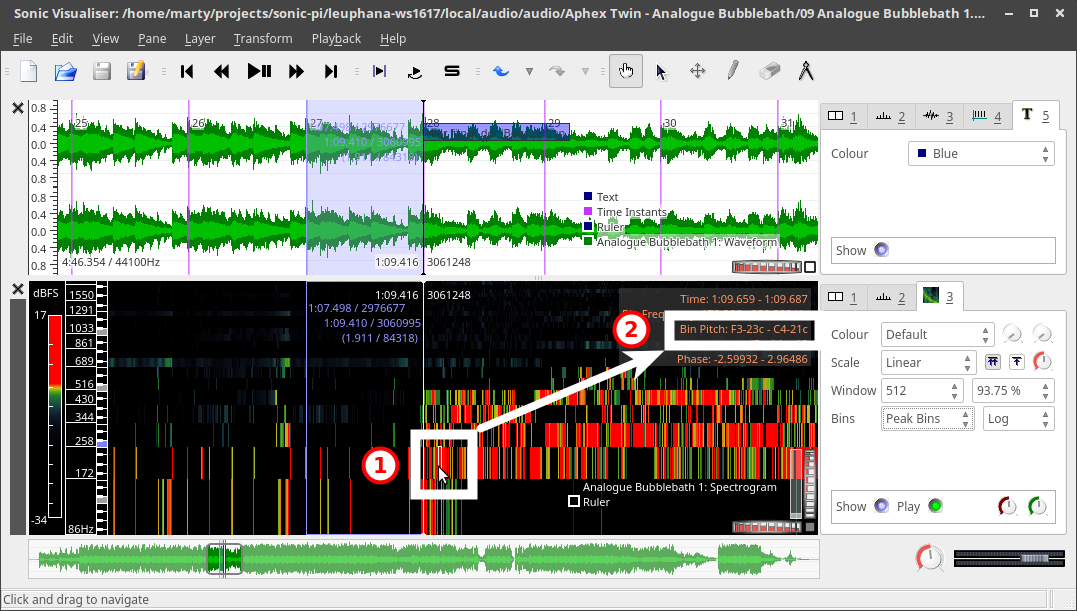 Sonic Visualiser: /home/marty/projects/sonic-pi/leuphana-ws1617/local/audio/audio/Aphex Twin - Analogue Bubblebath/09 Analogue Bubblebath 1....
File Edit View Pane Layer Transform Playback Help
0.8
0.4
0.0
0.4
0.8
0.8
0.4
0.0
0.4
0.8
25 26 27 28 29 30 31
1:07.498 / 2976677
1:09.410 / 3060995
(1.911 / 84318)
Text
Time Instants
Ruler
Analogue Bubblebath 1: Waveform
4:46.354 / 44100Hz
1:09.416 3061248
1 2 3 4 T 5
Colour Blue
Show
dBFS
17
-34
1550
1291
1033
861
689
516
430
344
258
172
86Hz
1:09.416 3061248
1:07.498 / 2976677
1:09.410 / 3060995
(1.911 / 84318)
Time: 1:09.659 - 1:09.687
2
Bin Pitch: F3-23c - C4-21c
Phase: -2.59932 - 2.96486
1
Analogue Bubblebath 1: Spectrogram
Ruler
1 2 3
Colour Default
Scale Linear
Window 512 93.75 %
Bins Peak Bins Log
Show Play
Click and drag to navigate